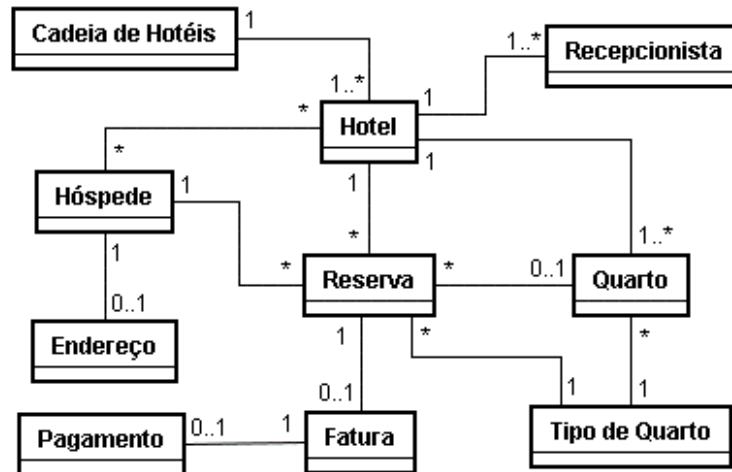 Cadeia de Hotéis
1
1..*
Recepcionista
1..*
1
*
Hotel
1
1
*
Hóspede
1
1
*
1..*
*
Reserva
*
0..1
Quarto
1
0..1
Endereço
1
*
*
0..1
1
1
Pagamento
0..1
1
Fatura
Tipo de Quarto